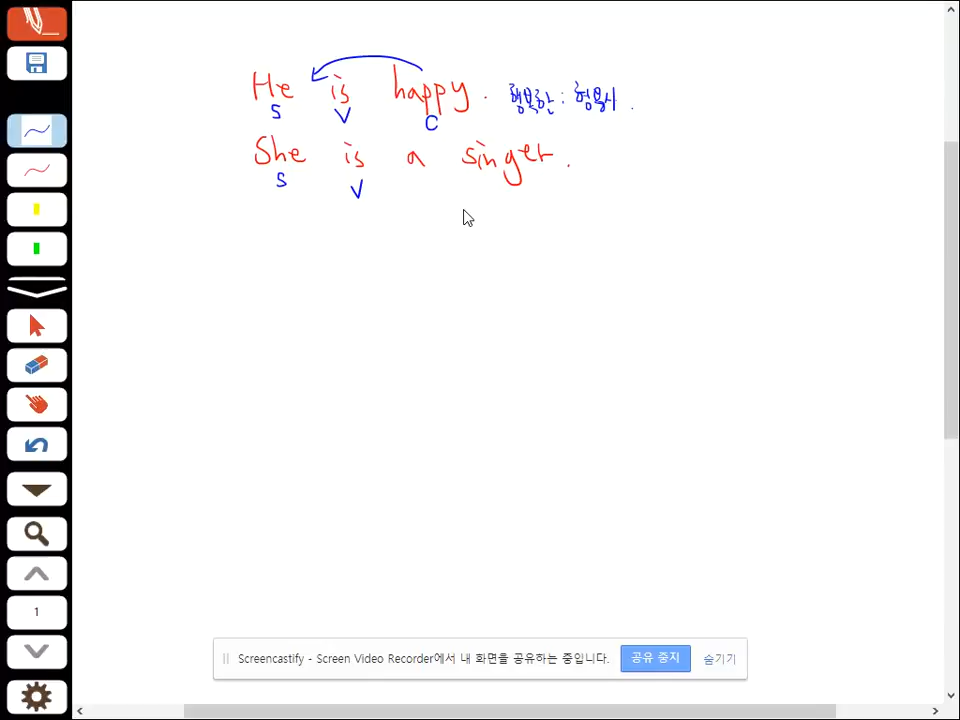 He is happy. 행복한 : 형용사.
S V C
She is a singer.
S V
1
Screencastify - Screen Video Recorder에서 내 화면을 공유하는 중입니다. 공유 중지 숨기기